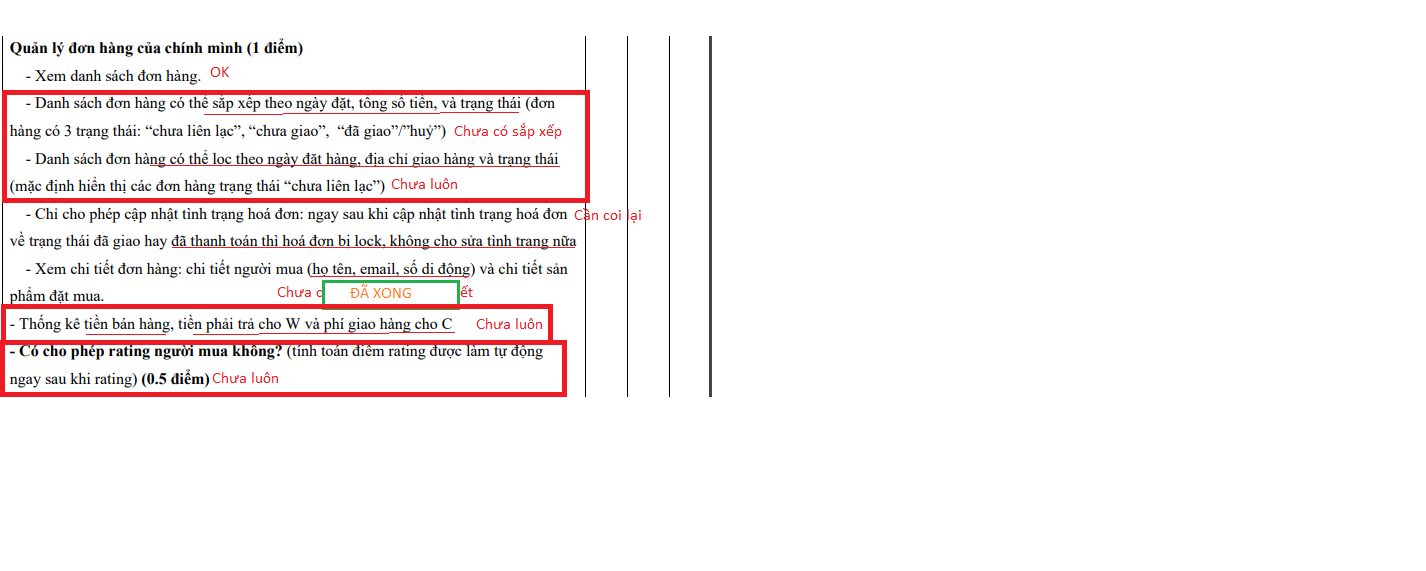 Quản lý đơn hàng của chính mình (1 điểm)
- Xem danh sách đơn hàng. OK
- Danh sách đơn hàng có thể sắp xếp theo ngày đặt, tổng số tiền, và trạng thái (đơn
hàng có 3 trạng thái: “chưa liên lạc”, “chưa giao”, “đã giao”/”huỷ”) Chưa có sắp xếp
- Danh sách đơn hàng có thể lọc theo ngày đặt hàng, địa chỉ giao hàng và trạng thái
(mặc định hiển thị các đơn hàng trạng thái “chưa liên lạc”) Chưa luôn
- Chỉ cho phép cập nhật tình trạng hoá đơn: ngay sau khi cập nhật tình trạng hoá đơn Cần coi lại
về trạng thái đã giao hay đã thanh toán thì hoá đơn bị lock, không cho sửa tình trạng nữa
- Xem chi tiết đơn hàng: chi tiết người mua (họ tên, email, số di động) và chi tiết sản
phẩm đặt mua. Chưa ĐÃ XONG
- Thống kê tiền bán hàng, tiền phải trả cho W và phí giao hàng cho C Chưa luôn
- Có cho phép rating người mua không? (tính toán điểm rating được làm tự động
ngay sau khi rating) (0.5 điểm) Chưa luôn